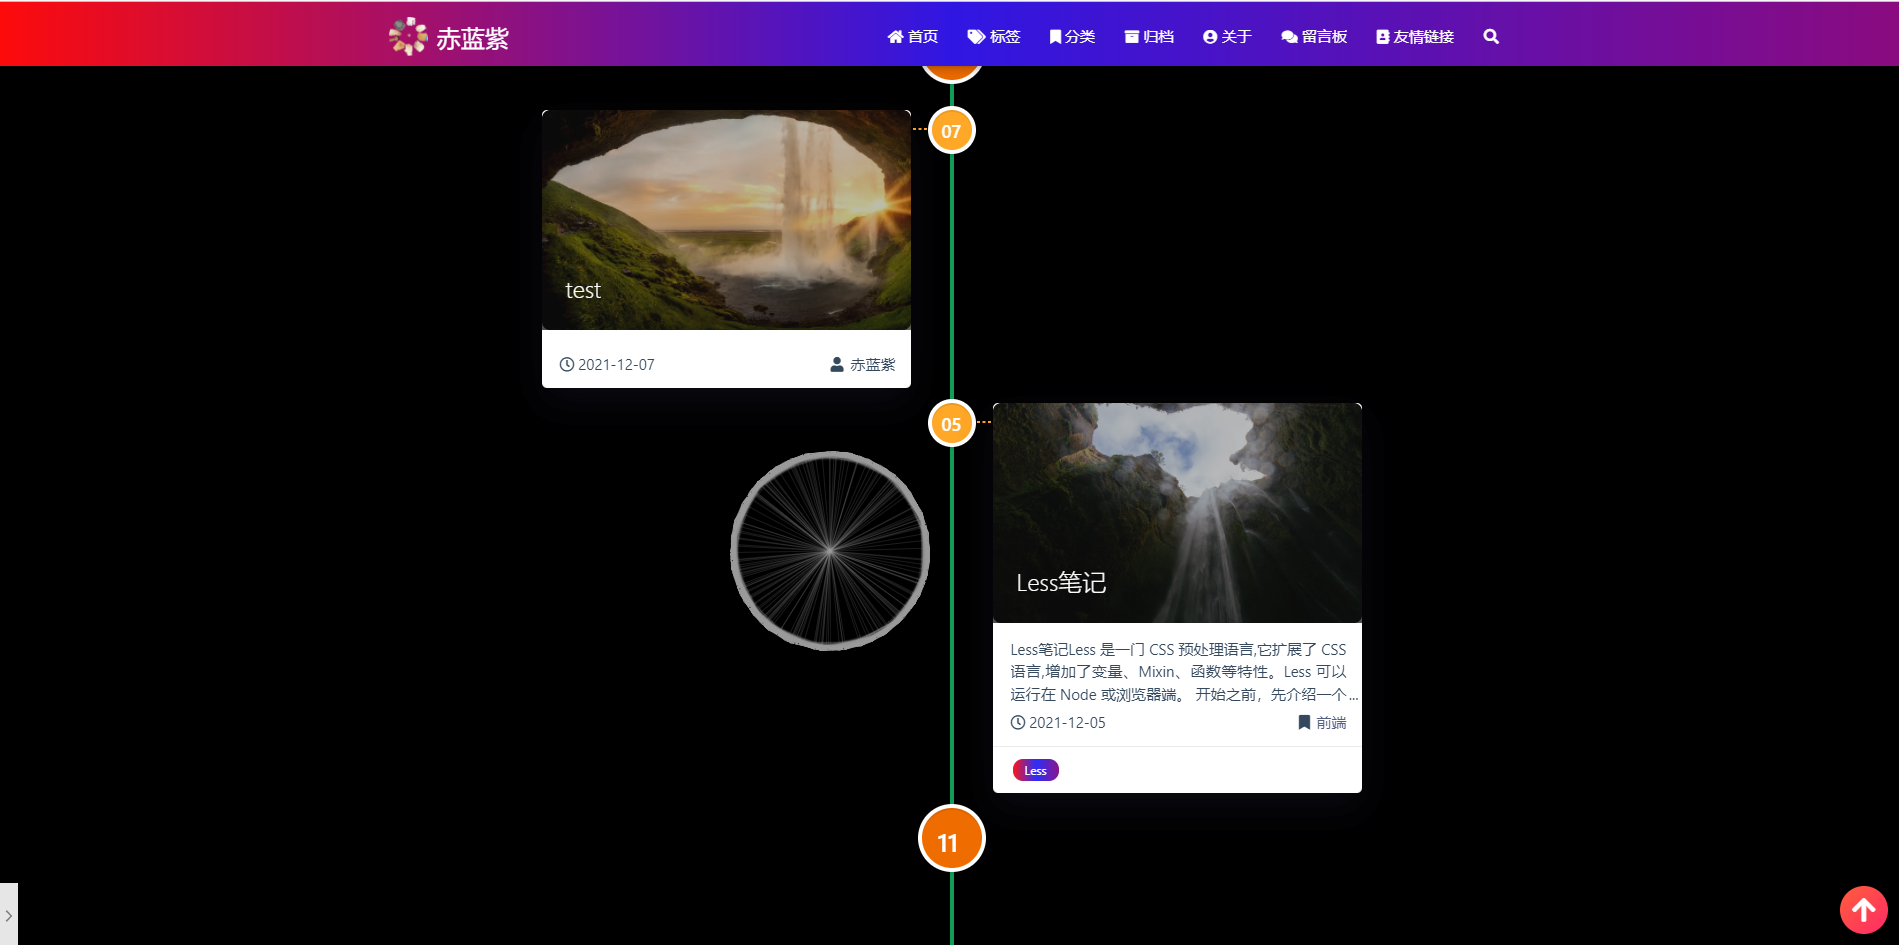 赤蓝紫
首页 标签 分类 归档 关于 留言板 友情链接
07
test
2021-12-07 赤蓝紫
05
Less笔记
Less笔记Less 是一门 CSS 预处理语言,它扩展了 CSS
语言,增加了变量、Mixin、函数等特性。Less 可以
运行在 Node 或浏览器端。 开始之前，先介绍一个...
2021-12-05 前端
Less
11